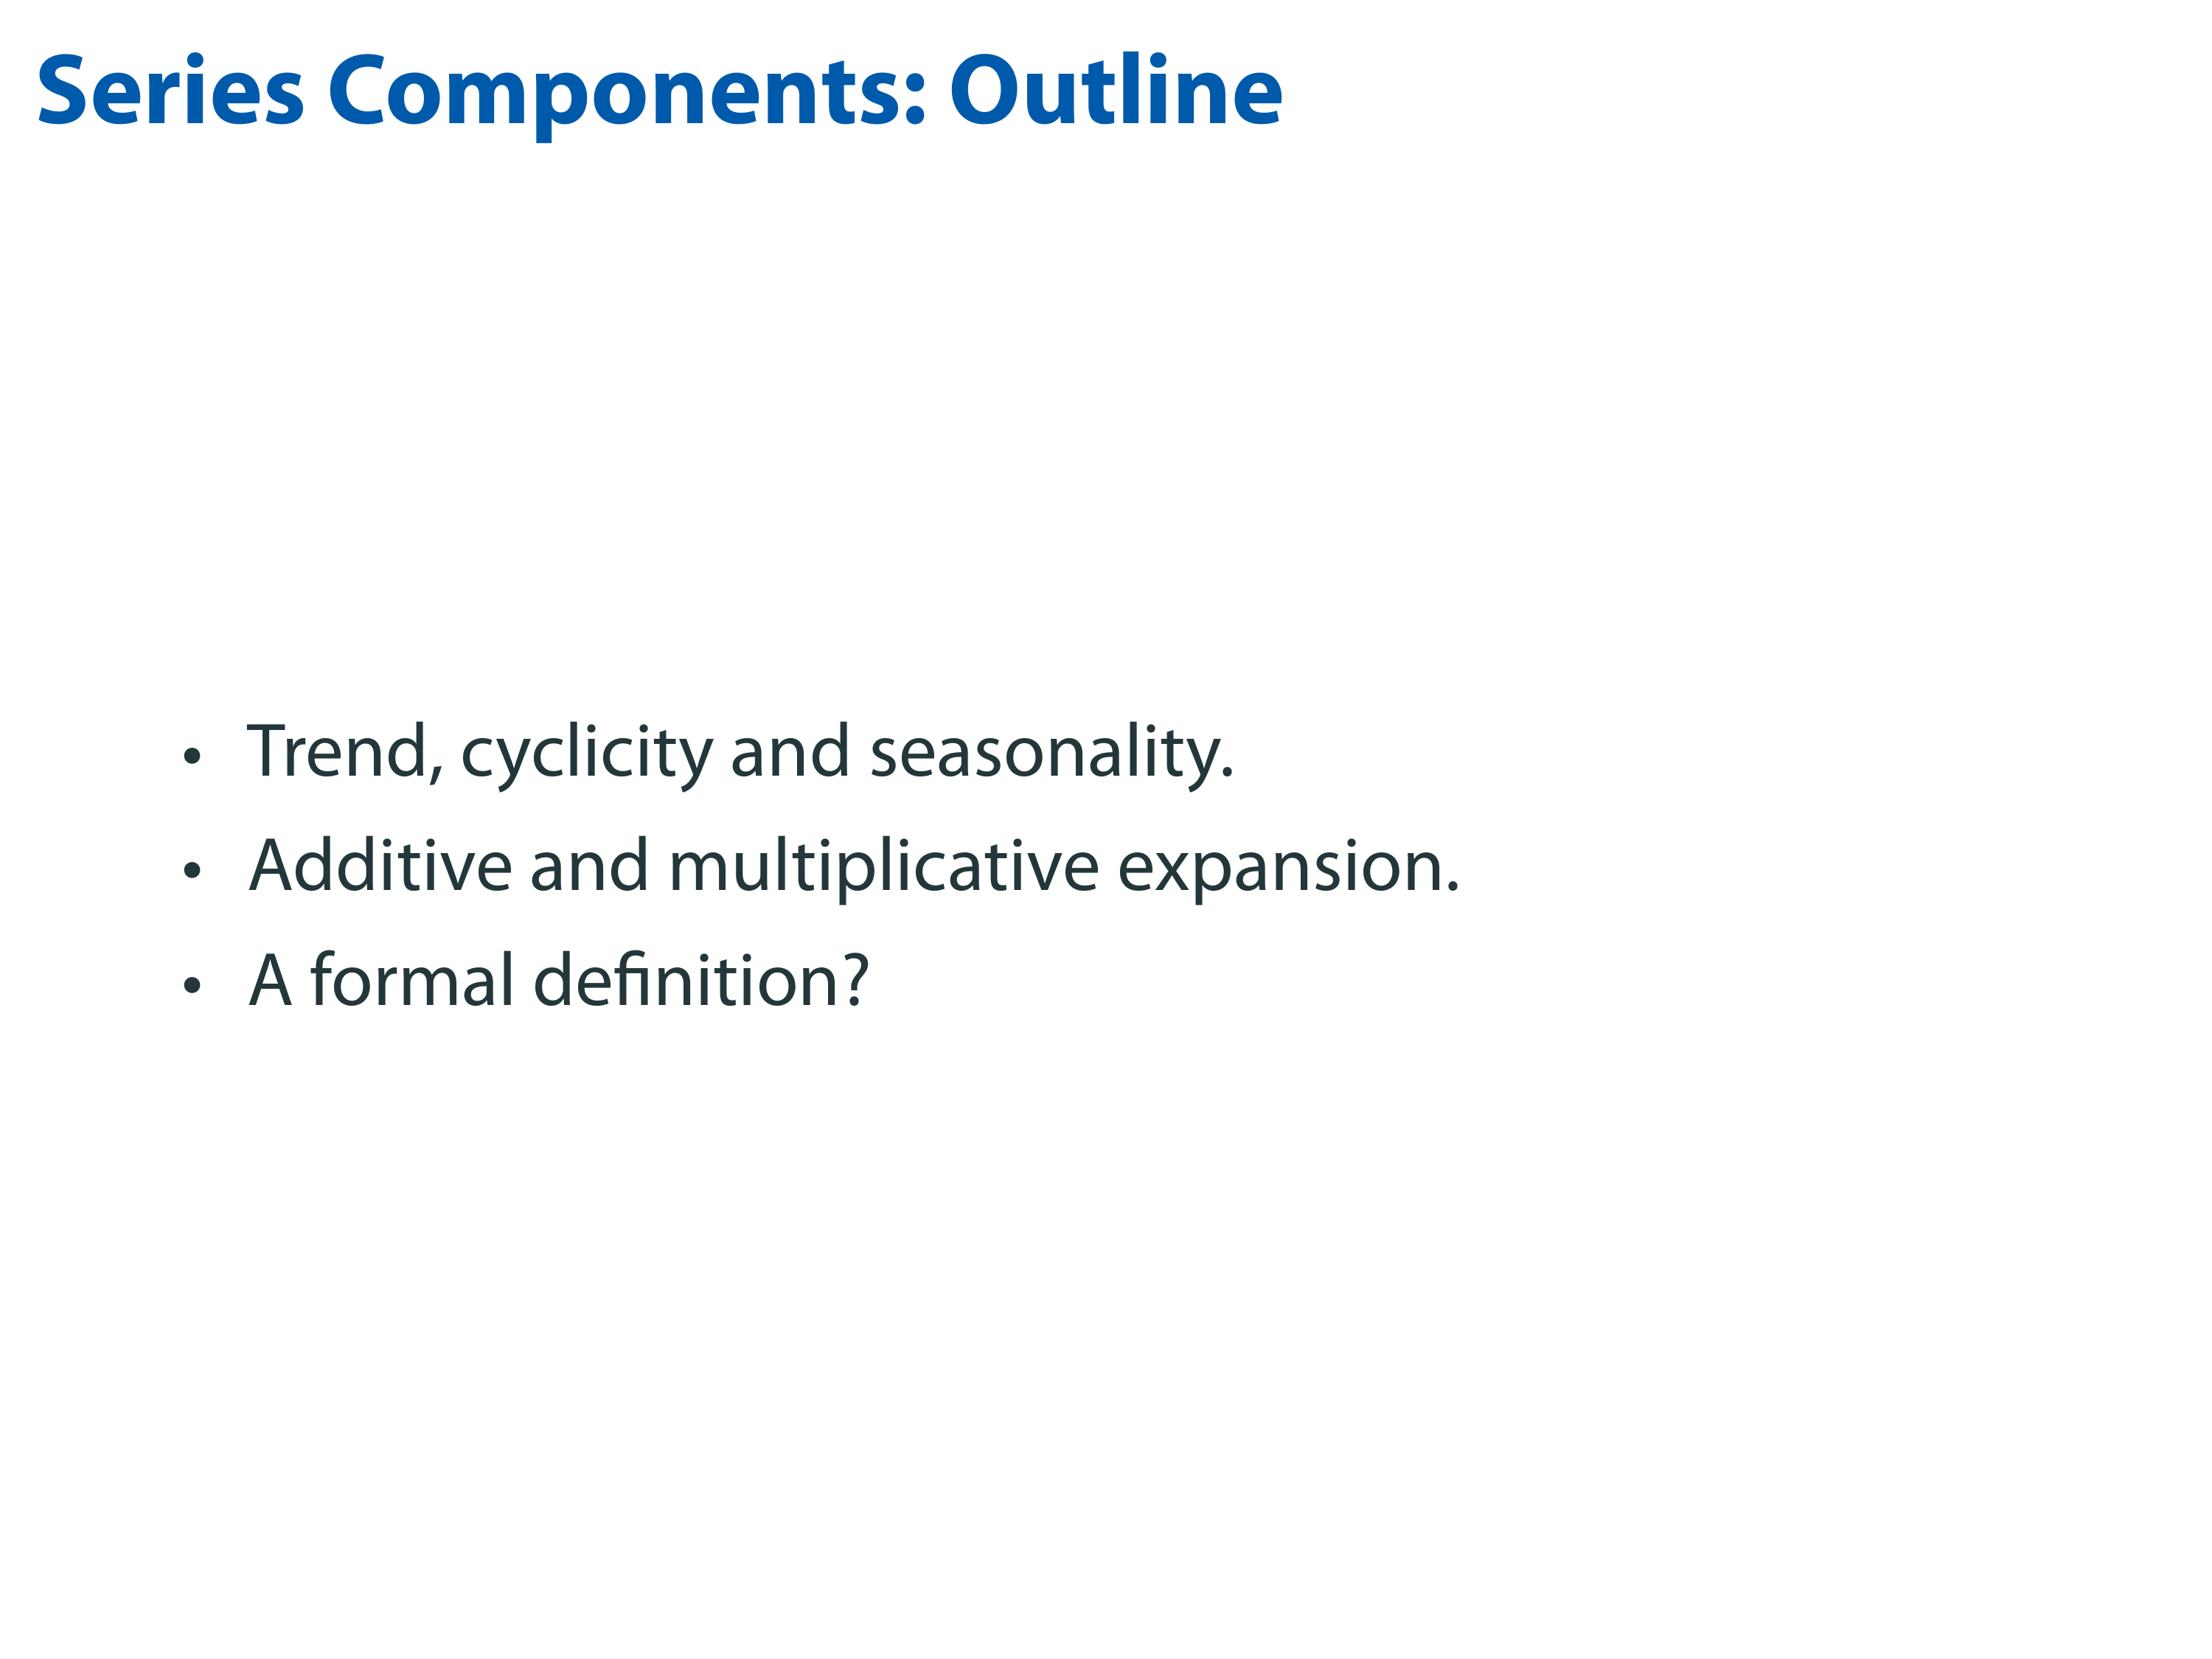 Series Components: Outline
• Trend, cyclicity and seasonality.
• Additive and multiplicative expansion.
• A formal definition?